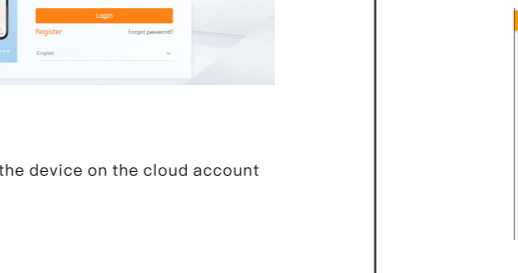 Login
Register Forgot password?
English
the device on the cloud account